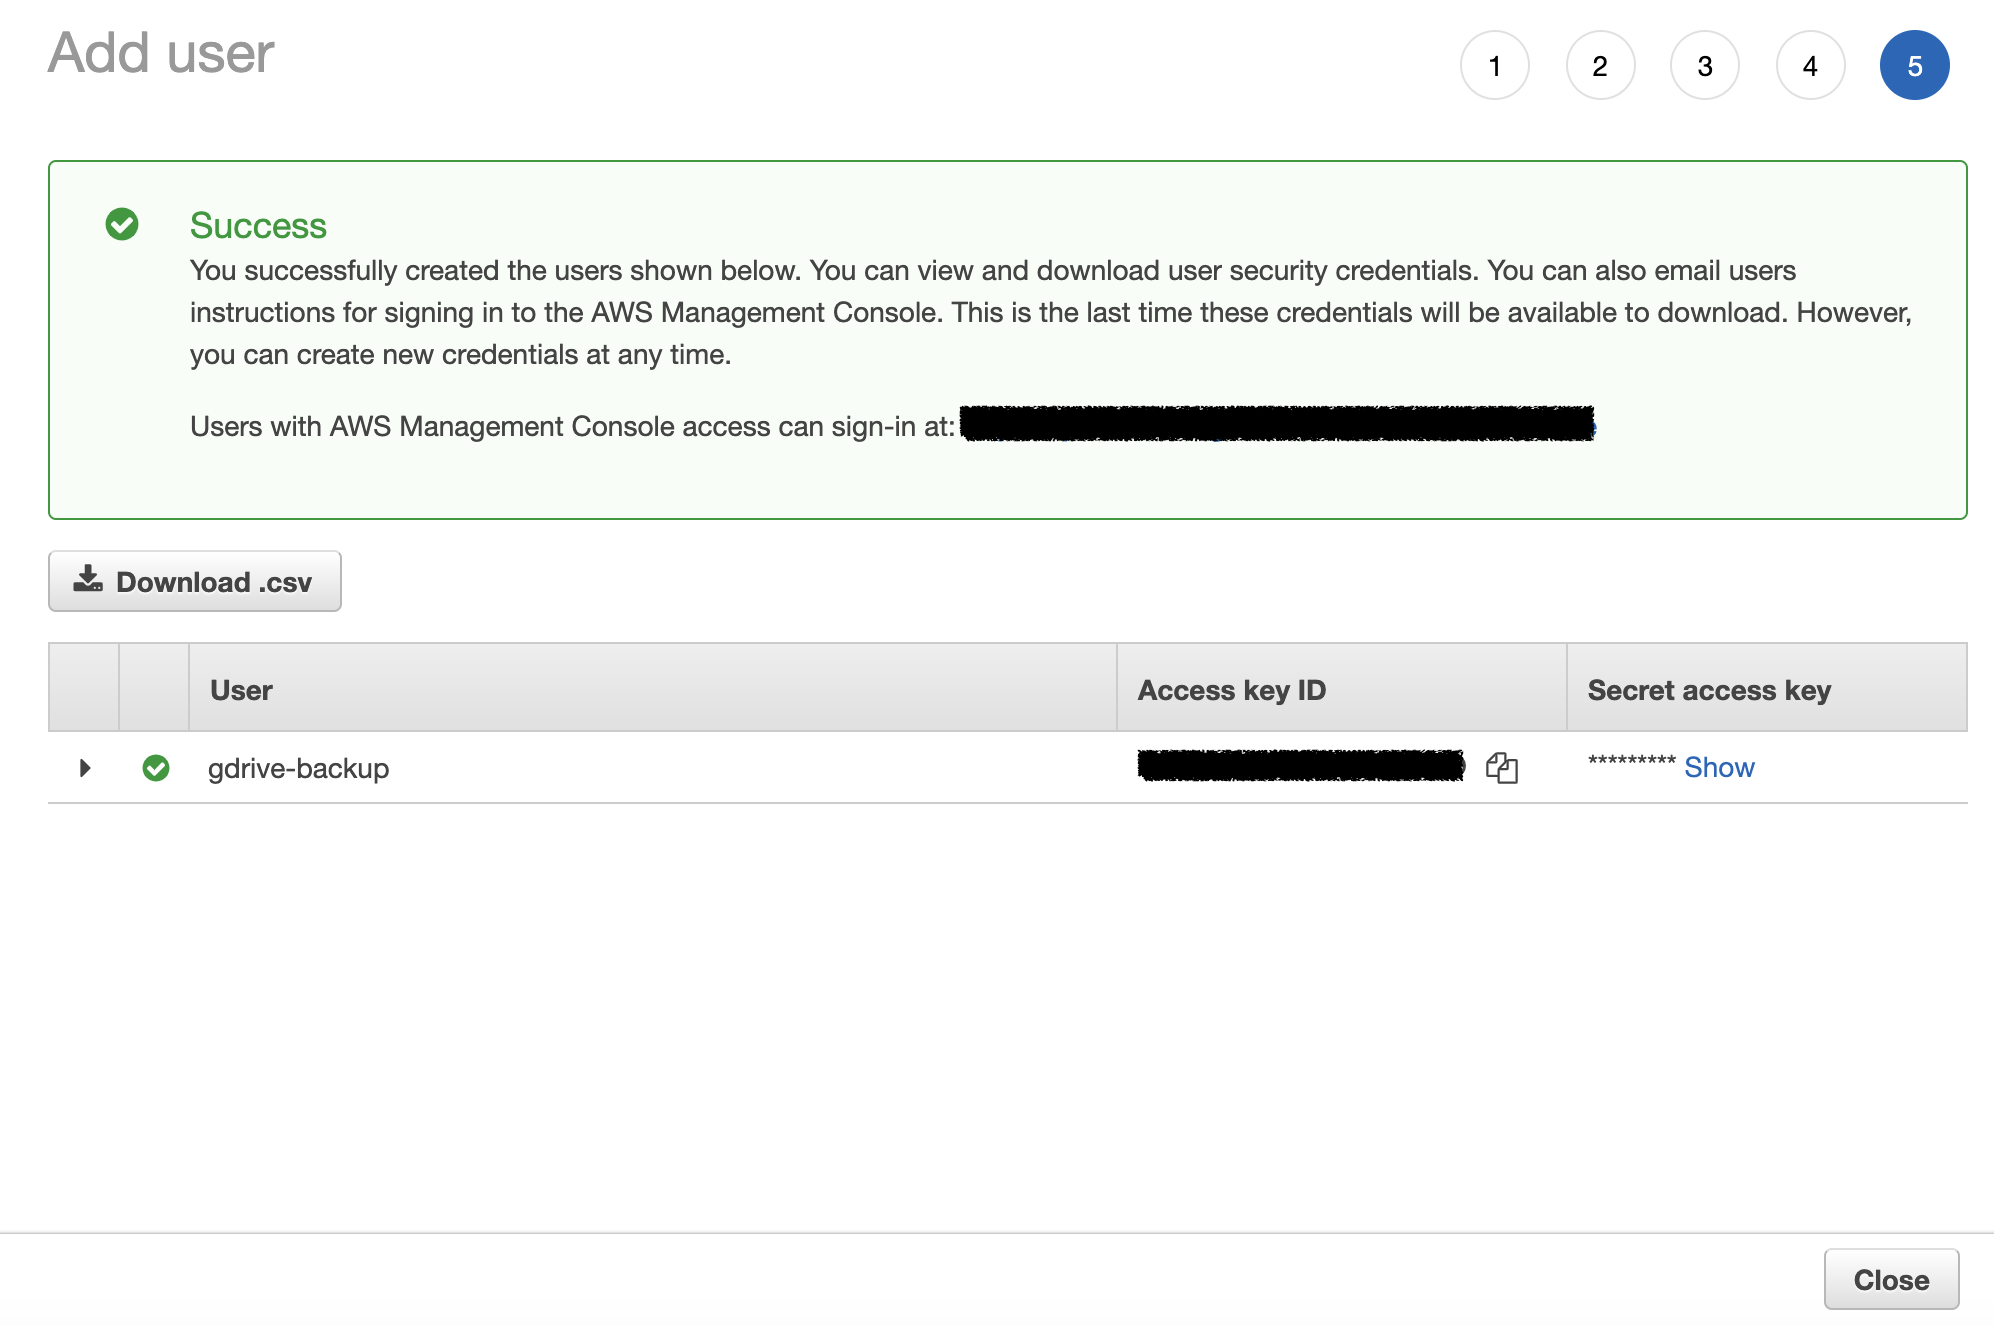 Add user
1 2 3 4 5
Success
You successfully created the users shown below. You can view and download user security credentials. You can also email users
instructions for signing in to the AWS Management Console. This is the last time these credentials will be available to download. However,
you can create new credentials at any time.
Users with AWS Management Console access can sign-in at:
Download .csv
User Access key ID Secret access key
gdrive-backup ********* Show
Close